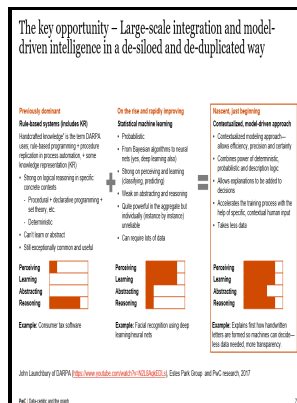 The key opportunity – Large-scale integration and model-
driven intelligence in a de-siloed and de-duplicated way
Previously dominant
Rule-based systems (includes KR)
Handcrafted knowledge" is the term DARPA
uses; rule-based programming + procedure
replication in process automation, + some
knowledge representation (KR)
• Strong on logical reasoning in specific
concrete contexts
- Procedural + declarative programming +
set theory, etc.
- Deterministic
• Can't learn or abstract
• Still exceptionally common and useful
Perceiving
Learning
Abstracting
Reasoning
Example: Consumer tax software
+
On the rise and rapidly improving
Statistical machine learning
• Probabilistic
• From Bayesian algorithms to neural
nets (yes, deep learning also)
• Strong on perceiving and learning
(classifying, predicting)
• Weak on abstracting and reasoning
• Quite powerful in the aggregate but
individually (instance by instance)
unreliable
• Can require lots of data
Perceiving
Learning
Abstracting
Reasoning
Example: Facial recognition using deep
learning/neural nets
=
Nascent, just beginning
Contextualized, model-driven approach
• Contextualized modeling approach—
allows efficiency, precision and certainty
• Combines power of deterministic,
probabilistic and description logic
• Allows explanations to be added to
decisions
• Accelerates the training process with the
help of specific, contextual human input
• Takes less data
Perceiving
Learning
Abstracting
Reasoning
Example: Explains first how handwritten
letters are formed so machines can decide—
less data needed, more transparency.
John Launchbury of DARPA (https://www.youtube.com/watch?v=), Estes Park Group and PwC research, 2017
PwC | Data-centric and the graph
7